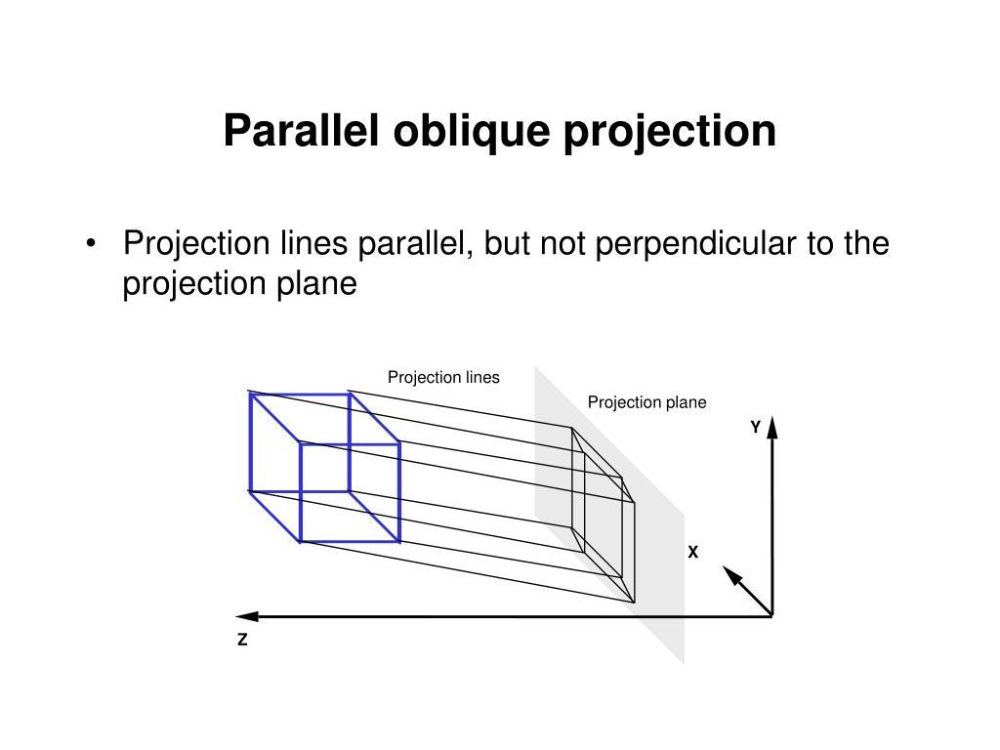 Parallel oblique projection
• Projection lines parallel, but not perpendicular to the
projection plane
Projection lines
Projection plane
Y
X
Z